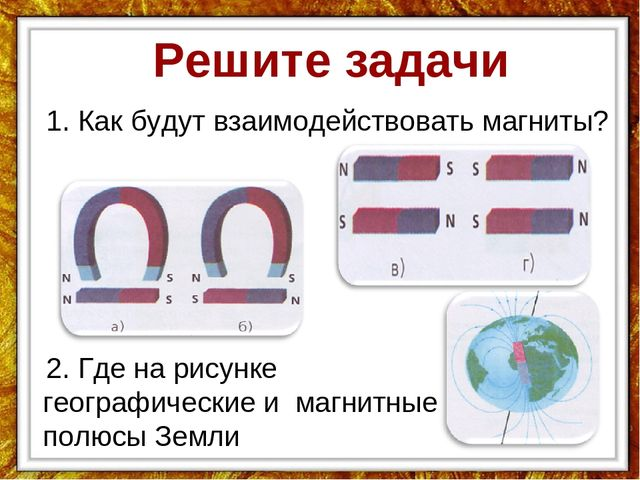 Решите задачи
1. Как будут взаимодействовать магниты?
N S S N
S N S N
в) г)
N S N S
N S S N
а) б)
2. Где на рисунке
географические и магнитные
полюсы Земли